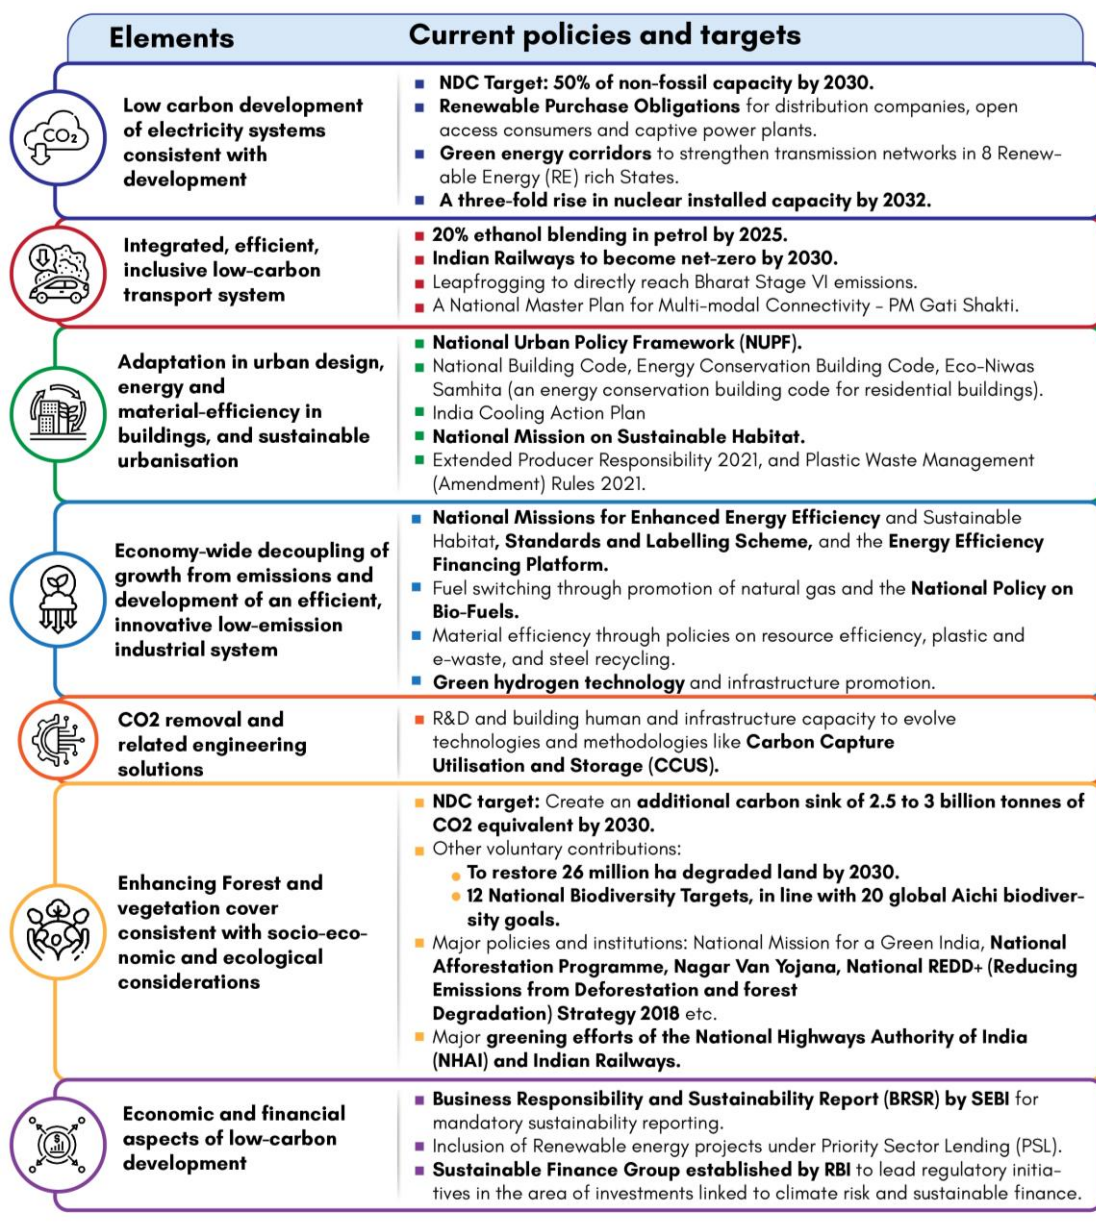 Elements
Current policies and targets
CO2
Low carbon development
of electricity systems
consistent with
development
NDC Target: 50% of non-fossil capacity by 2030.
Renewable Purchase Obligations for distribution companies, open
access consumers and captive power plants.
Green energy corridors to strengthen transmission networks in 8 Renew-
able Energy (RE) rich States.
A three-fold rise in nuclear installed capacity by 2032.
Integrated, efficient,
inclusive low-carbon
transport system
20% ethanol blending in petrol by 2025.
Indian Railways to become net-zero by 2030.
Leapfrogging to directly reach Bharat Stage VI emissions.
A National Master Plan for Multi-modal Connectivity - PM Gati Shakti.
Adaptation in urban design,
energy and
material-efficiency in
buildings, and sustainable
urbanisation
National Urban Policy Framework (NUPF).
National Building Code, Energy Conservation Building Code, Eco-Niwas
Samhita (an energy conservation building code for residential buildings).
India Cooling Action Plan
National Mission on Sustainable Habitat.
Extended Producer Responsibility 2021, and Plastic Waste Management
(Amendment) Rules 2021.
Economy-wide decoupling of
growth from emissions and
development of an efficient,
innovative low-emission
industrial system
National Missions for Enhanced Energy Efficiency and Sustainable
Habitat, Standards and Labelling Scheme, and the Energy Efficiency
Financing Platform.
Fuel switching through promotion of natural gas and the National Policy on
Bio-Fuels.
Material efficiency through policies on resource efficiency, plastic and
e-waste, and steel recycling.
Green hydrogen technology and infrastructure promotion.
CO2 removal and
related engineering
solutions
R&D and building human and infrastructure capacity to evolve
technologies and methodologies like Carbon Capture
Utilisation and Storage (CCUS).
Enhancing Forest and
vegetation cover
consistent with socio-eco-
nomic and ecological
considerations
NDC target: Create an additional carbon sink of 2.5 to 3 billion tonnes of
CO2 equivalent by 2030.
Other voluntary contributions:
To restore 26 million ha degraded land by 2030.
12 National Biodiversity Targets, in line with 20 global Aichi biodiver-
sity goals.
Major policies and institutions: National Mission for a Green India, National
Afforestation Programme, Nagar Van Yojana, National REDD+ (Reducing
Emissions from Deforestation and forest
Degradation) Strategy 2018 etc.
Major greening efforts of the National Highways Authority of India
(NHAI) and Indian Railways.
$
Economic and financial
aspects of low-carbon
development
Business Responsibility and Sustainability Report (BRSR) by SEBI for
mandatory sustainability reporting.
Inclusion of Renewable energy projects under Priority Sector Lending (PSL).
Sustainable Finance Group established by RBI to lead regulatory initia-
tives in the area of investments linked to climate risk and sustainable finance.